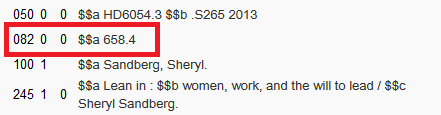 050 0 0 $$a HD6054.3 $$b .S265 2013
082 0 0 $$a 658.4
100 1 $$a Sandberg, Sheryl.
245 1 0 $$a Lean in : $$b women, work, and the will to lead / $$c
Sheryl Sandberg.